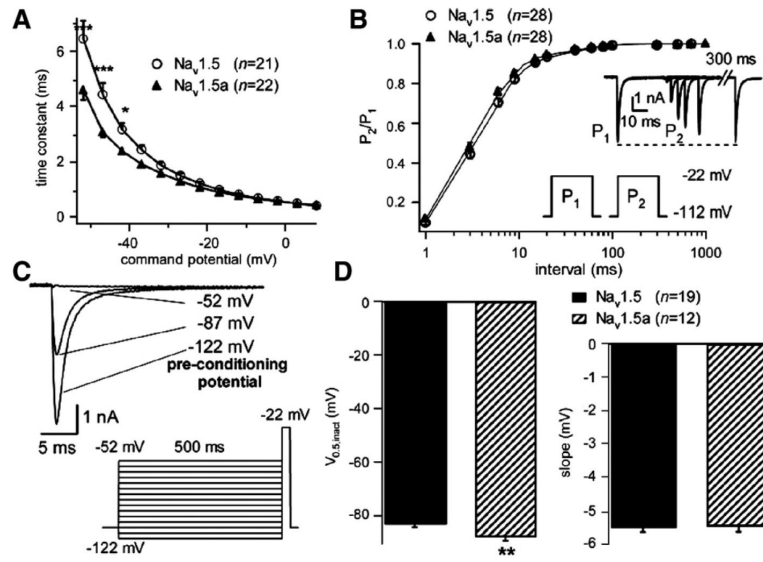 A
***
***
*
Nav1.5 (n=21)
Nav1.5a (n=22)
time constant (ms)
6
4
2
0
-40
-20
0
command potential (mV)
B
Nav1.5 (n=28)
Nav1.5a (n=28)
P2/P1
1.0
0.8
0.6
0.4
0.2
300 ms
1 nA
10 ms
P1
P2
P1
P2
-22 mV
-112 mV
1
10
100
1000
interval (ms)
C
-52 mV
-87 mV
-122 mV
pre-conditioning
potential
1 nA
5 ms
-22 mV
-52 mV 500 ms
-122 mV
D
Nav1.5 (n=19)
Nav1.5a (n=12)
V0.5,inact
(mV)
0
-20
-40
-60
-80
**
slope (mV)
0
-1
-2
-3
-4
-5
-6